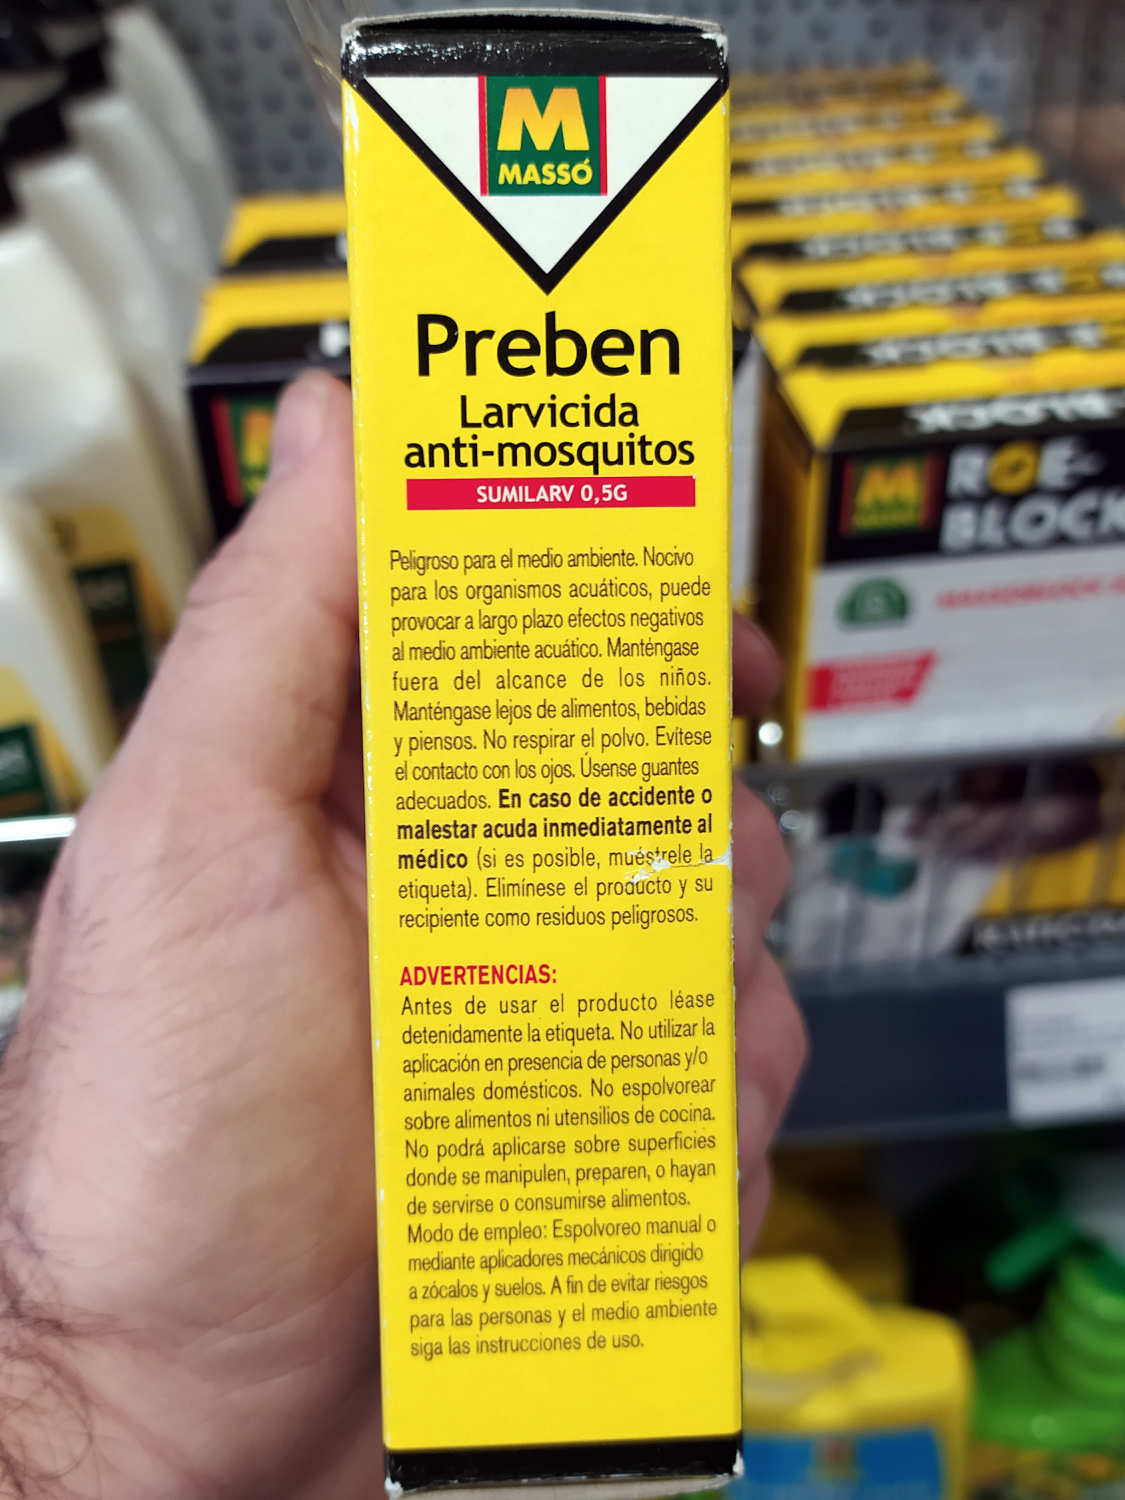 M
MASSÓ
Preben
Larvicida
anti-mosquitos
SUMILARV 0,5G
Peligroso para el medio ambiente. Nocivo
para los organismos acuáticos, puede
provocar a largo plazo efectos negativos
al medio ambiente acuático. Manténgase
fuera del alcance de los niños.
Manténgase lejos de alimentos, bebidas
y piensos. No respirar el polvo. Evítese
el contacto con los ojos. Úsense guantes
adecuados. En caso de accidente o
malestar acuda inmediatamente al
médico (si es posible, muéstrele la
etiqueta). Elimínese el producto y su
recipiente como residuos peligrosos.
ADVERTENCIAS:
Antes de usar el producto léase
detenidamente la etiqueta. No utilizar la
aplicación en presencia de personas y/o
animales domésticos. No espolvorear
sobre alimentos ni utensilios de cocina.
No podrá aplicarse sobre superficies
donde se manipulen, preparen, o hayan
de servirse o consumirse alimentos.
Modo de empleo: Espolvoreo manual o
mediante aplicadores mecánicos dirigido
a zócalos y suelos. A fin de evitar riesgos
para las personas y el medio ambiente
siga las instrucciones de uso.
M
ROE-
BLOCK